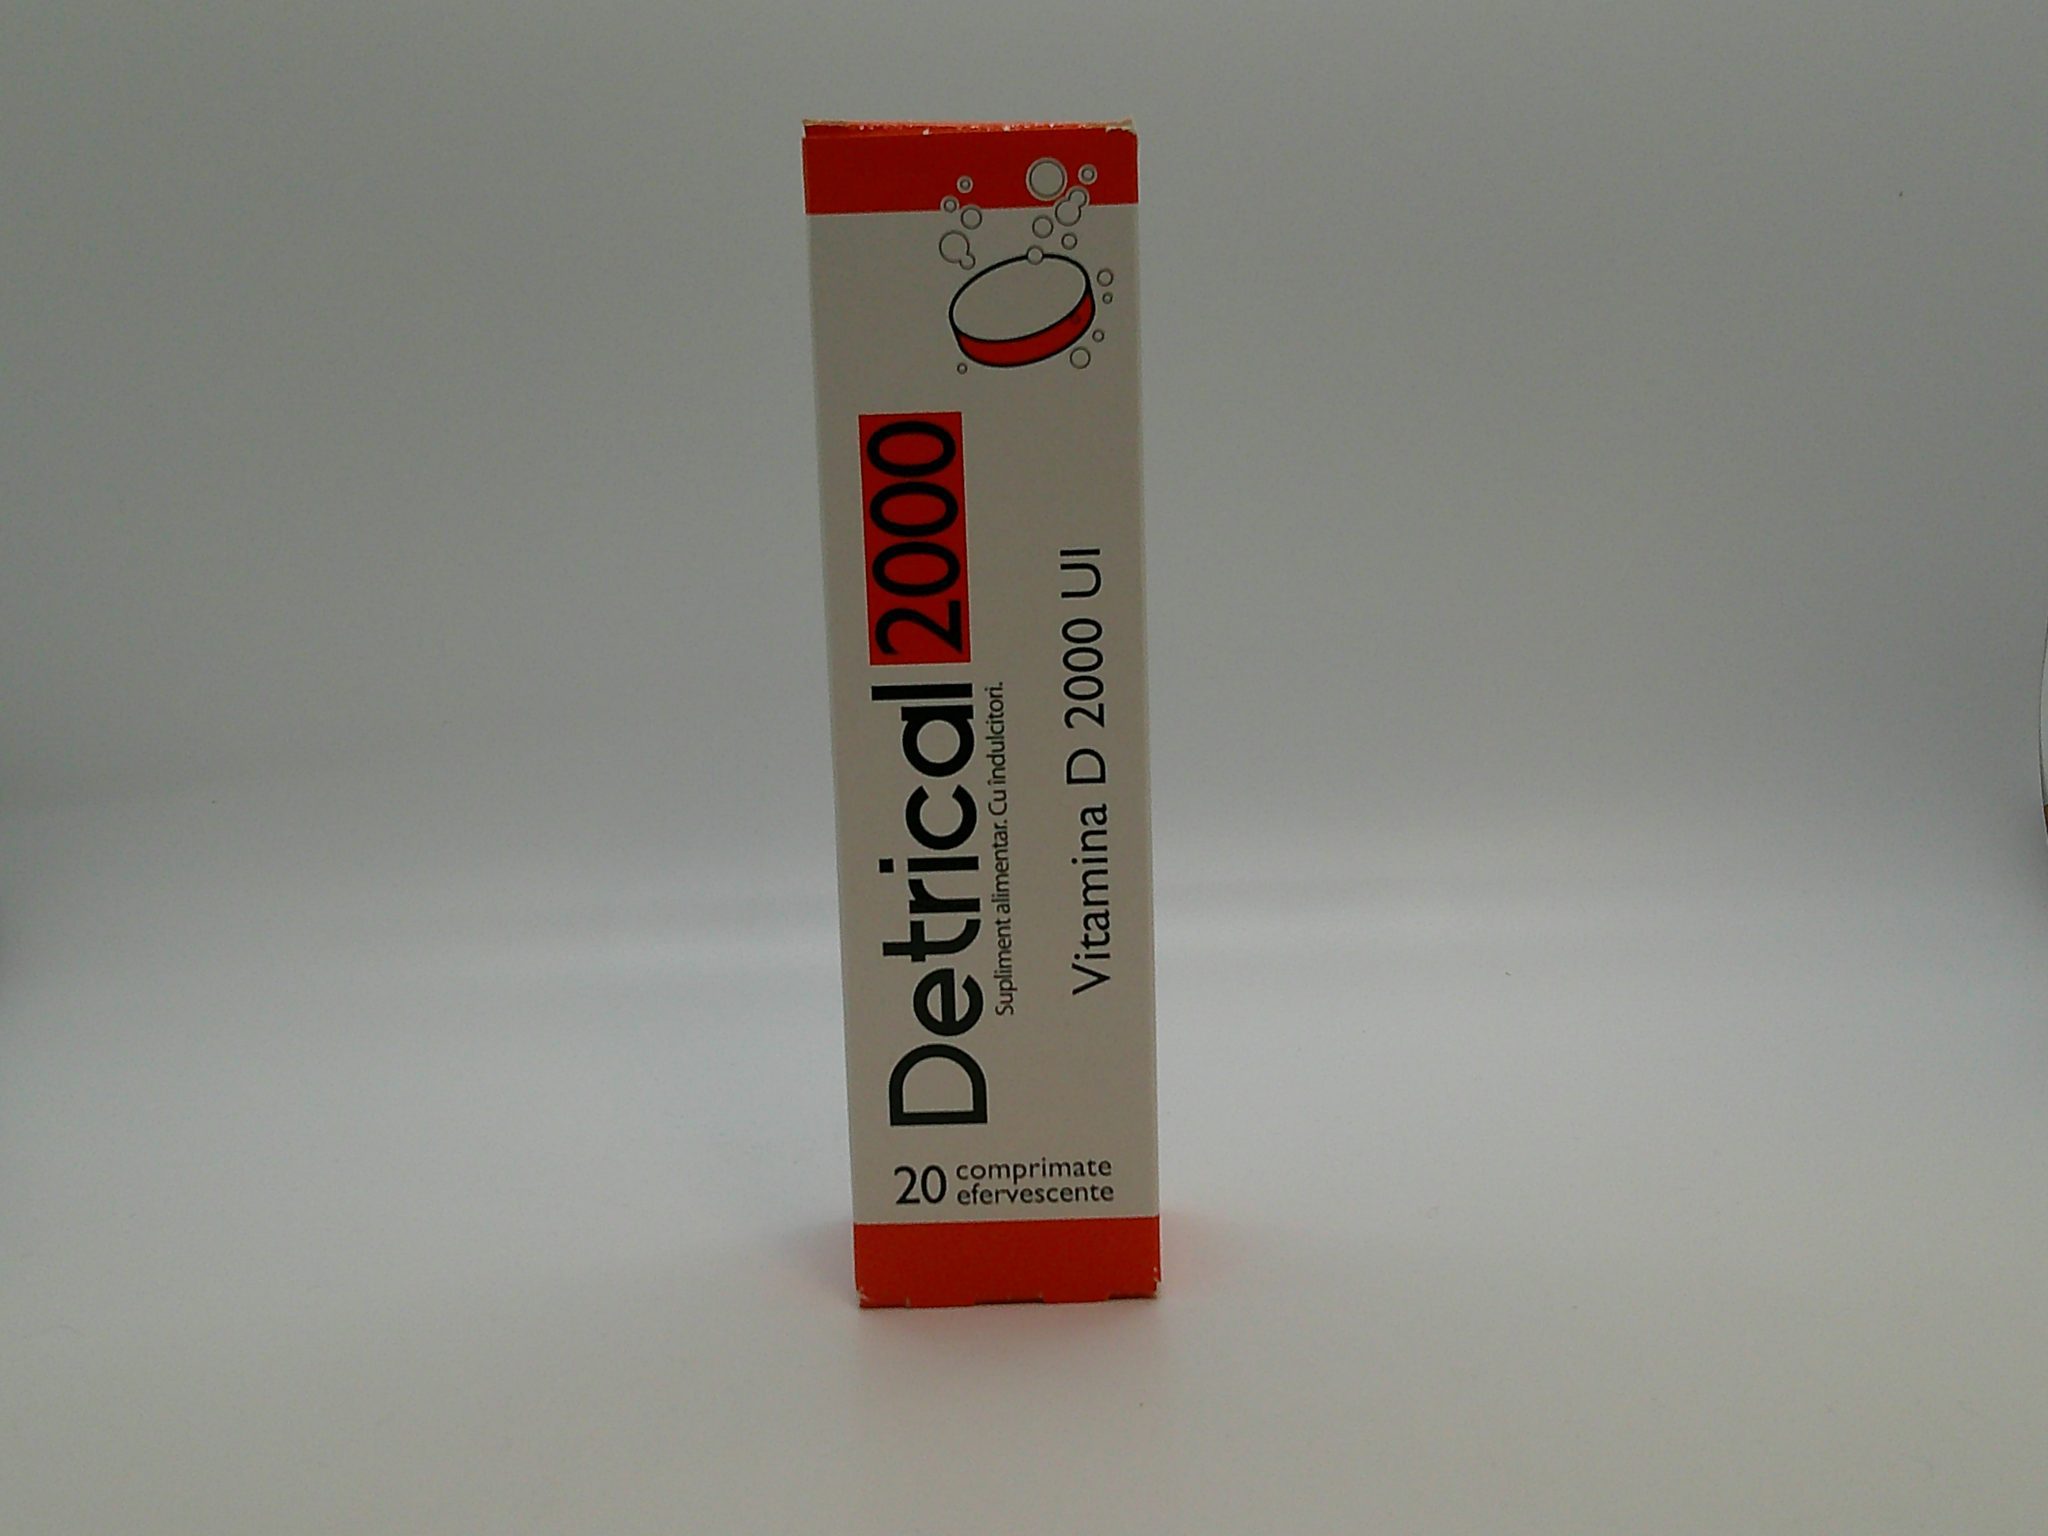 Detrical 2000
Supliment alimentar. Cu îndulcitori.
Vitamina D 2000 UI
20 comprimate
efervescente